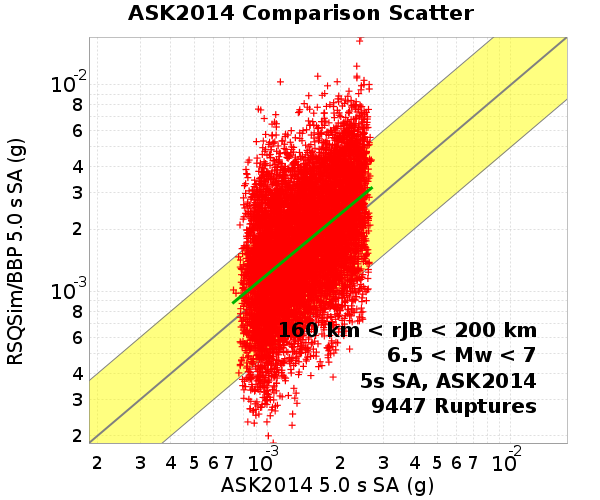 ASK2014 Comparison Scatter
RSQSim/BBP 5.0 s SA (g)
10-2
8
6
4
3
2
10-3
8
6
4
3
2
160 km < rJB < 200 km
6.5 < Mw < 7
5s SA, ASK2014
9447 Ruptures
2 3 4 5 6 7 10-3 2 3 4 5 6 7 10-2
ASK2014 5.0 s SA (g)